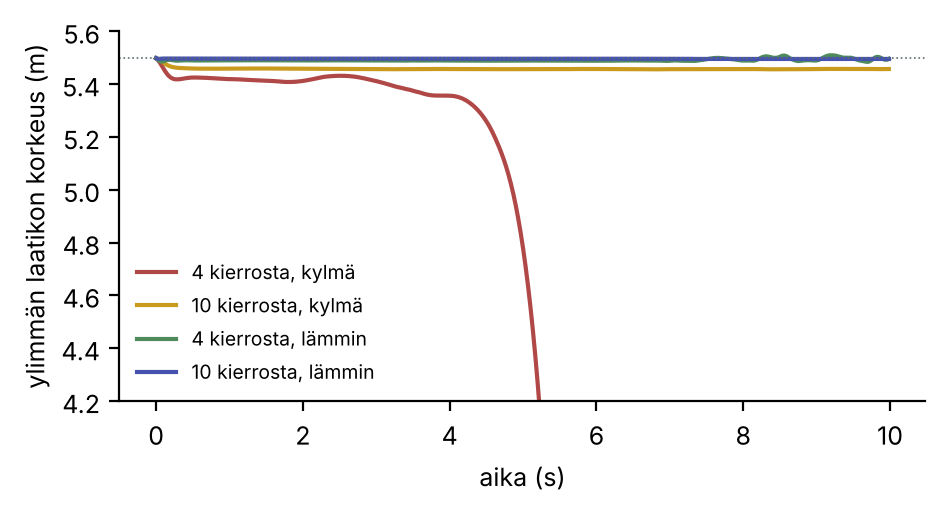 ylimmän laatikon korkeus (m)
5.6
5.4
5.2
5.0
4.8
4.6
4.4
4.2
4 kierrosta, kylmä
10 kierrosta, kylmä
4 kierrosta, lämmin
10 kierrosta, lämmin
0 2 4 6 8 10
aika (s)